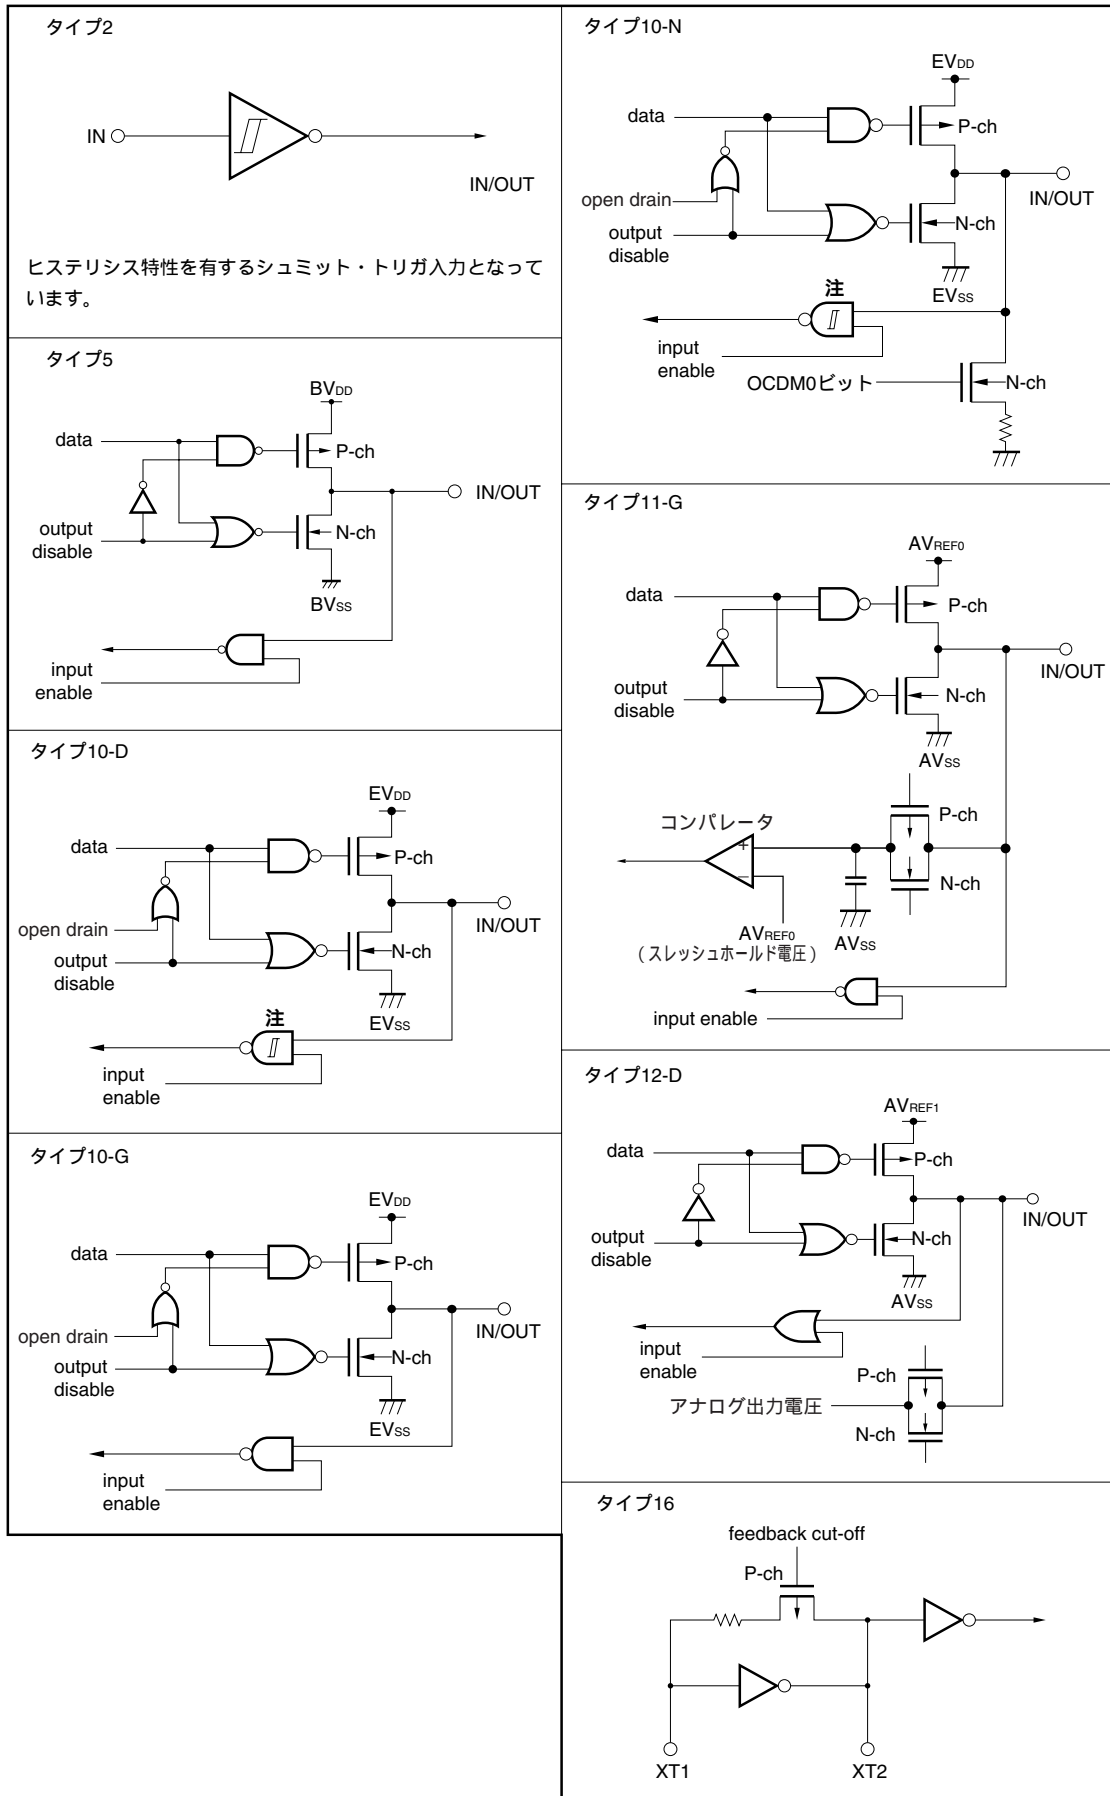 タイプ2
IN
IN/OUT
ヒステリシス特性を有するシュミット・トリガ入力となって
います。
タイプ5
BVDD
data
P-ch
IN/OUT
output
disable
N-ch
BVSS
input
enable
タイプ10-D
EVDD
data
P-ch
open drain
IN/OUT
output
disable
N-ch
EVSS
注
input
enable
タイプ10-G
EVDD
data
P-ch
open drain
IN/OUT
output
disable
N-ch
EVSS
input
enable
タイプ10-N
EVDD
data
P-ch
open drain
IN/OUT
output
disable
N-ch
EVSS
注
input
enable
OCDM0ビット
N-ch
タイプ11-G
AVREF0
data
P-ch
IN/OUT
output
disable
N-ch
AVSS
P-ch
コンパレータ
+
−
N-ch
AVREF0
(スレッシュホールド電圧)
AVSS
input enable
タイプ12-D
AVREF1
data
P-ch
IN/OUT
output
disable
N-ch
AVSS
input
enable
P-ch
アナログ出力電圧
N-ch
タイプ16
feedback cut-off
P-ch
XT1
XT2